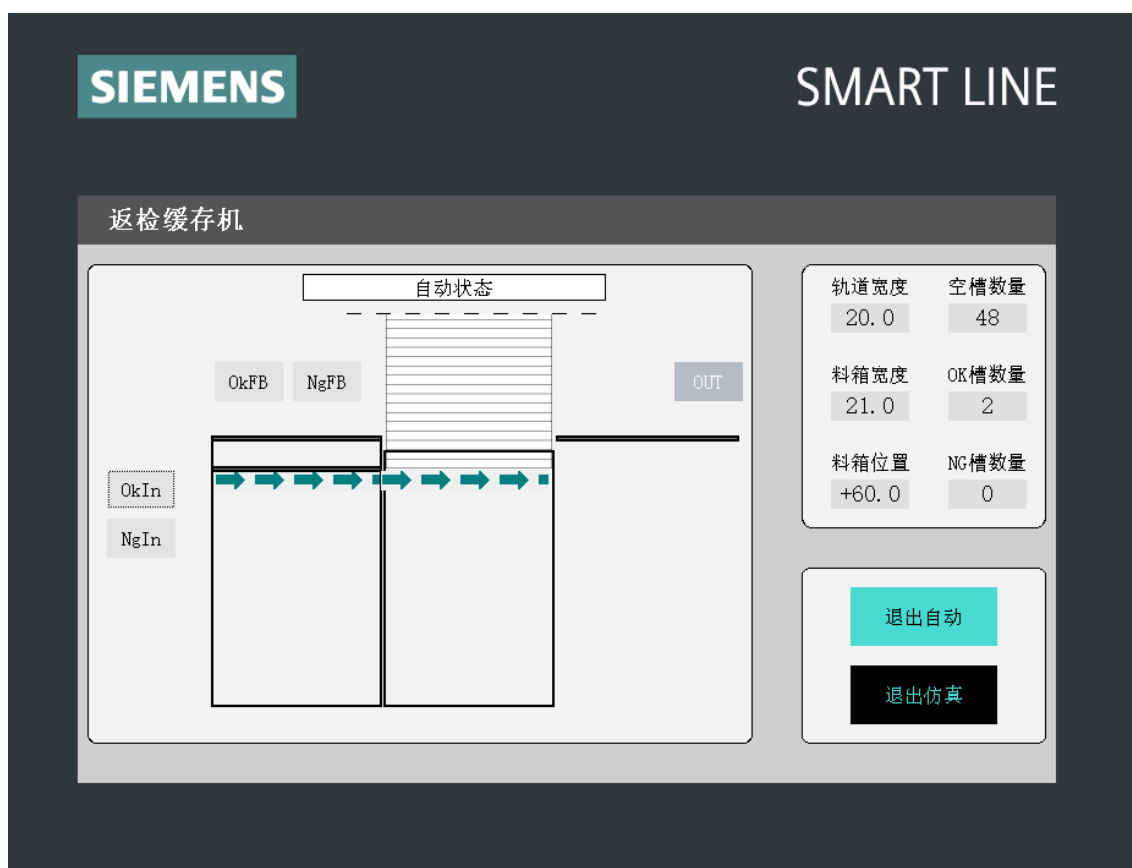 SIEMENS
SMART LINE
返检缓存机
自动状态
OkFB
NgFB
OUT
OkIn
NgIn
轨道宽度 空槽数量
20.0 48
料箱宽度 OK槽数量
21.0 2
料箱位置 NG槽数量
+60.0 0
退出自动
退出仿真